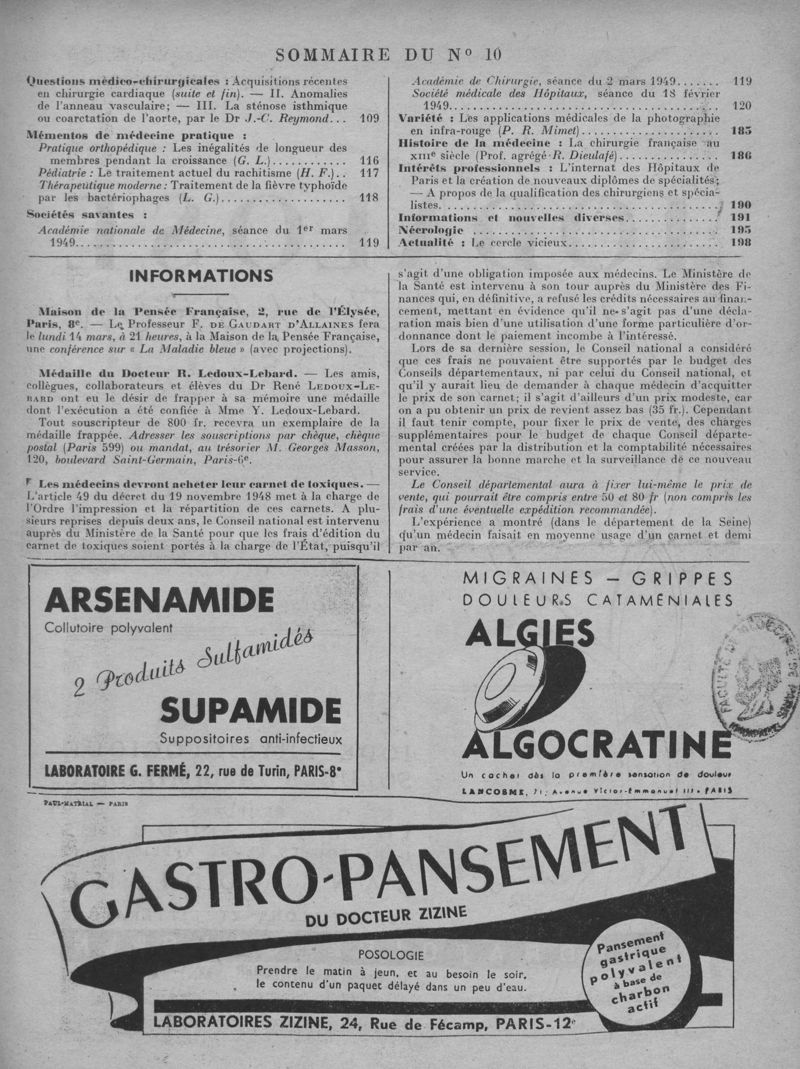 SOMMAIRE DU Nº 10
Questions médico-chirurgicales : Acquisitions récentes
en chirurgie cardiaque (suite et fin). — II. Anomalies
de l'anneau vasculaire; — III. La sténose isthmique
ou coarctation de l'aorte, par le Dr J.-C. Reymond... 109
Mémentos de médecine pratique :
Pratique orthopédique : Les inégalités de longueur des
membres pendant la croissance (G. L.)............ 116
Pédiatrie : Le traitement actuel du rachitisme (H. F.).. 117
Thérapeutique moderne : Traitement de la fièvre typhoïde
par les bactériophages (L. G.)..................... 118
Sociétés savantes :
Académie nationale de Médecine, séance du 1er mars
1949........................................... 119
Académie de Chirurgie, séance du 2 mars 1949....... 119
Société médicale des Hôpitaux, séance du 18 février
1949........................................... 120
Variété : Les applications médicales de la photographie
en infra-rouge (P. R. Mimet)...................... 185
Histoire de la médecine : La chirurgie française au
XIIIe siècle (Prof. agrégé R. Dieulafé)................ 186
Intérêts professionnels : L'internat des Hôpitaux de
Paris et la création de nouveaux diplômes de spécialités;
— A propos de la qualification des chirurgiens et spécia-
listes............................................. 190
Informations et nouvelles diverses............... 191
Nécrologie ....................................... 195
Actualité : Le cercle vicieux........................ 198
INFORMATIONS
Maison de la Pensée Française, 2, rue de l'Élysée,
Paris, 8e. — Le Professeur F. DE GAUDART D'ALLAINES fera
le lundi 14 mars, à 21 heures, à la Maison de la Pensée Française,
une conférence sur « La Maladie bleue » (avec projections).
Médaille du Docteur R. Ledoux-Lebard. — Les amis,
collègues, collaborateurs et élèves du Dr René LEDOUX-LE-
BARD ont eu le désir de frapper à sa mémoire une médaille
dont l'exécution a été confiée à Mme Y. Ledoux-Lebard.
Tout souscripteur de 800 fr. recevra un exemplaire de la
médaille frappée. Adresser les souscriptions par chèque, chèque
postal (Paris 599) ou mandat, au trésorier M. Georges Masson,
120, boulevard Saint-Germain, Paris-6e.
Les médecins devront acheter leur carnet de toxiques. —
L'article 49 du décret du 19 novembre 1948 met à la charge de
l'Ordre l'impression et la répartition de ces carnets. A plu-
sieurs reprises depuis deux ans, le Conseil national est intervenu
auprès du Ministère de la Santé pour que les frais d'édition du
carnet de toxiques soient portés à la charge de l'État, puisqu'il
s'agit d'une obligation imposée aux médecins. Le Ministère de
la Santé est intervenu à son tour auprès du Ministère des Fi-
nances qui, en définitive, a refusé les crédits nécessaires au finan-
cement, mettant en évidence qu'il ne s'agit pas d'une décla-
ration mais bien d'une utilisation d'une forme particulière d'or-
donnance dont le paiement incombe à l'intéressé.
Lors de sa dernière session, le Conseil national a considéré
que ces frais ne pouvaient être supportés par le budget des
Conseils départementaux, ni par celui du Conseil national, et
qu'il y aurait lieu de demander à chaque médecin d'acquitter
le prix de son carnet; il s'agit d'ailleurs d'un prix modeste, car
on a pu obtenir un prix de revient assez bas (35 fr.). Cependant
il faut tenir compte, pour fixer le prix de vente, des charges
supplémentaires pour le budget de chaque Conseil départe-
mental créées par la distribution et la comptabilité nécessaires
pour assurer la bonne marche et la surveillance de ce nouveau
service.
Le Conseil départemental aura à fixer lui-même le prix de
vente, qui pourrait être compris entre 50 et 80 fr (non compris les
frais d'une éventuelle expédition recommandée).
L'expérience a montré (dans le département de la Seine)
qu'un médecin faisait en moyenne usage d'un carnet et demi
par an.
ARSENAMIDE
Collutoire polyvalent
2 Produits Sulfamidés
SUPAMIDE
Suppositoires anti-infectieux
LABORATOIRE G. FERMÉ, 22, rue de Turin, PARIS-8e
MIGRAINES — GRIPPES
DOULEURS CATAMÉNIALES
ALGIES
ALGOCRATINE
Un cachet dès la première sensation de douleur
LANCOSME, 71, Avenue Victor-Emmanuel III - PARIS
PAUL-MATRIAL — PARIS
GASTRO-PANSEMENT
DU DOCTEUR ZIZINE
POSOLOGIE
Prendre le matin à jeun, et au besoin le soir,
le contenu d'un paquet délayé dans un peu d'eau.
Pansement
gastrique
polyvalent
à base de
charbon
actif
LABORATOIRES ZIZINE, 24, Rue de Fécamp, PARIS-12e